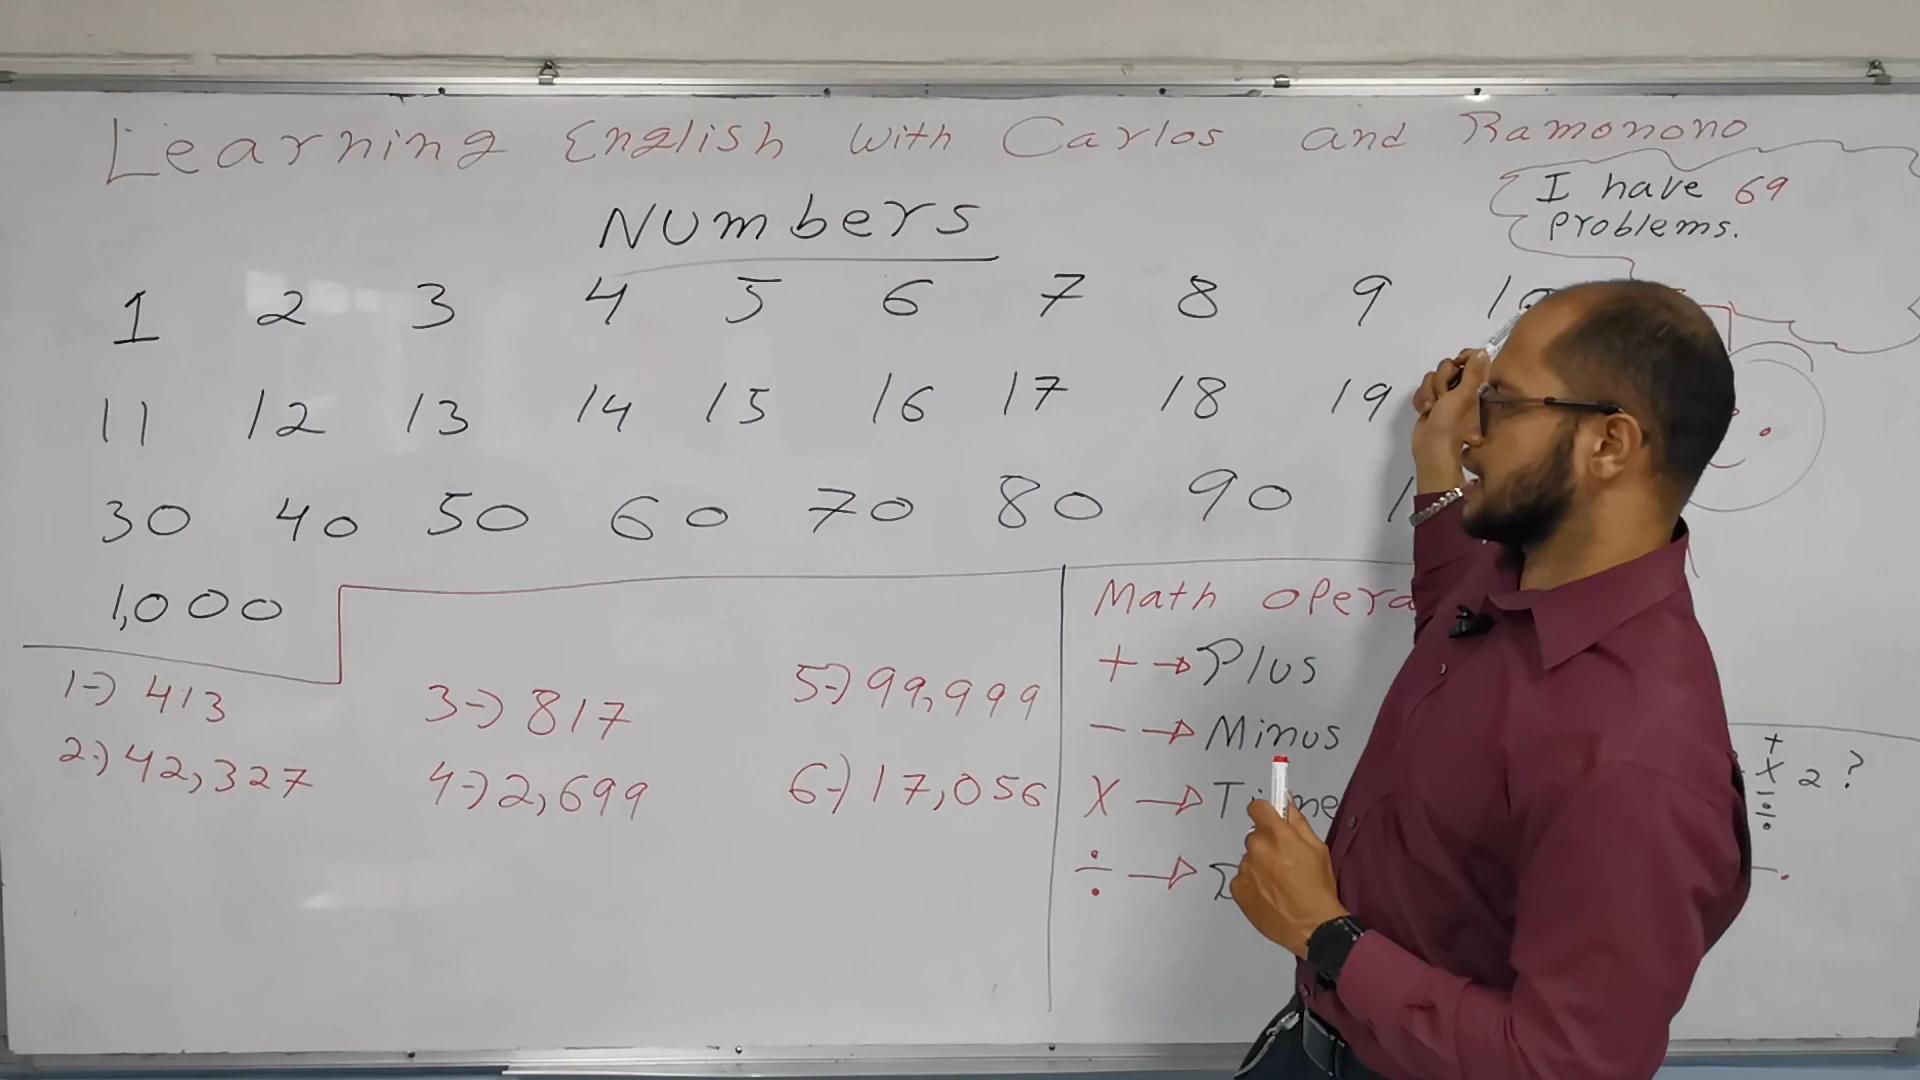 Learning English with Carlos and Ramonono
I have 69
problems.
Numbers
1 2 3 4 5 6 7 8 9 10
11 12 13 14 15 16 17 18 19
30 40 50 60 70 80 90
1,000
Math
+ → Plus
- → Minus
X →
÷ →
1-) 413
2-) 42,327
3-) 817
4-) 2,699
5-) 99,999
6-) 17,056
+
X 2 ?
-
÷